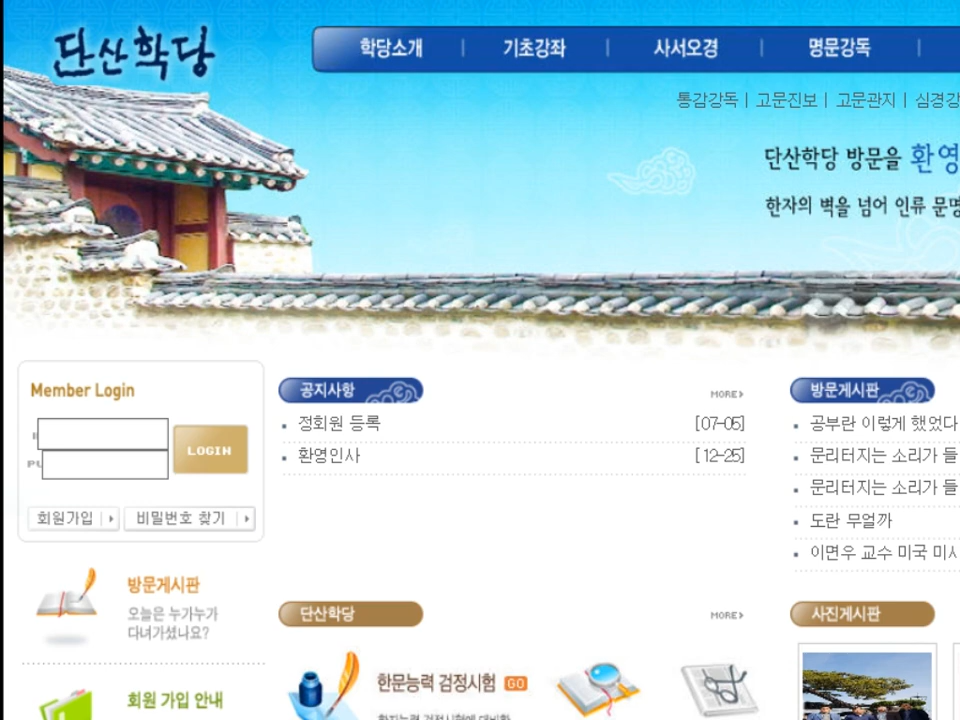 단산학당
학당소개 | 기초강좌 | 사서오경 | 명문강독 |
통감강독 | 고문진보 | 고문관지 | 심경강
단산학당 방문을 환영
한자의 벽을 넘어 인류 문명
Member Login
LOGIN
회원가입
비밀번호 찾기
공지사항
MORE
정회원 등록 [07-05]
환영인사 [12-25]
방문게시판
공부란 이렇게 했었다
문리터지는 소리가 들
문리터지는 소리가 들
도란 무얼까
이면우 교수 미국 미시
방문게시판
오늘은 누가누가
다녀가셨나요?
회원 가입 안내
단산학당
MORE
한문능력 검정시험 GO
사진게시판